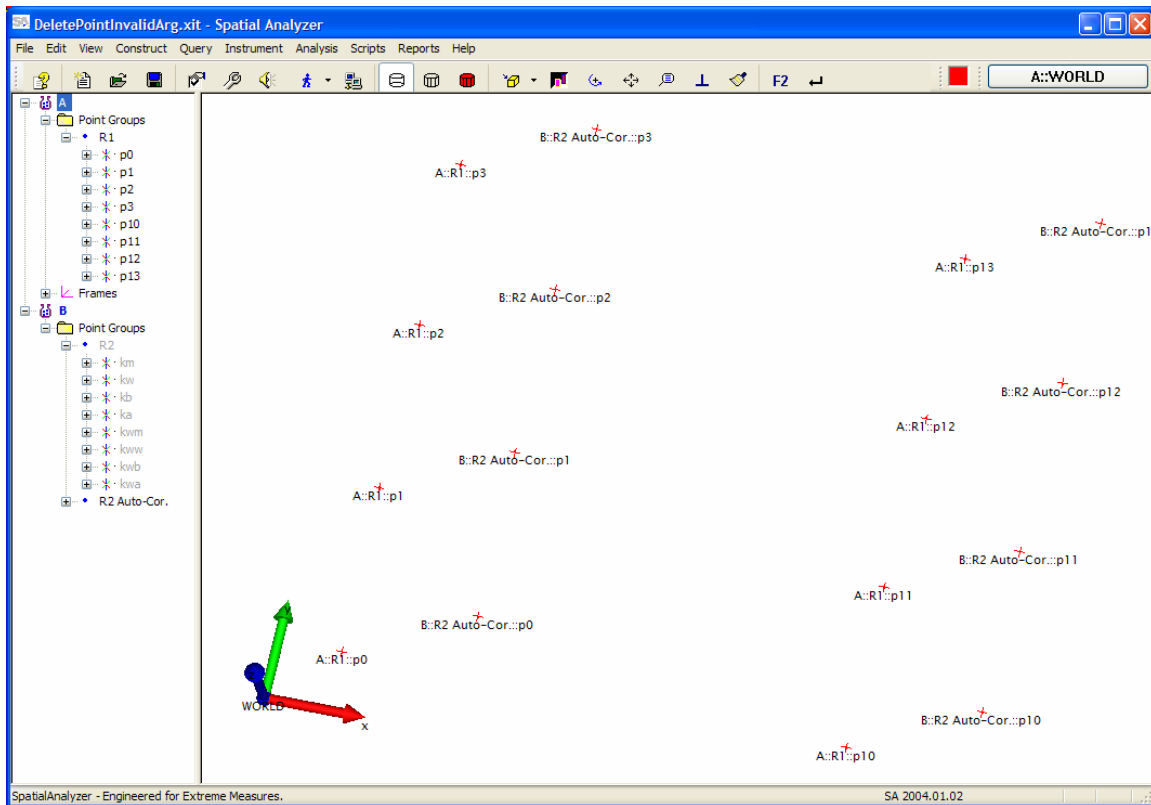 DeletePointInvalidArg.xit - Spatial Analyzer
File Edit View Construct Query Instrument Analysis Scripts Reports Help
F2
A::WORLD
A
Point Groups
R1
p0
p1
p2
p3
p10
p11
p12
p13
Frames
B
Point Groups
R2
km
kw
kb
ka
kwm
kww
kwb
kwa
R2 Auto-Cor.
B::R2 Auto-Cor.::p3
A::R1::p3
B::R2 Auto-Cor.::p1
A::R1::p13
B::R2 Auto-Cor.::p2
A::R1::p2
B::R2 Auto-Cor.::p12
A::R1::p12
B::R2 Auto-Cor.::p1
A::R1::p1
B::R2 Auto-Cor.::p11
A::R1::p11
B::R2 Auto-Cor.::p0
A::R1::p0
WORLD
x
B::R2 Auto-Cor.::p10
A::R1::p10
SpatialAnalyzer - Engineered for Extreme Measures.
SA 2004.01.02